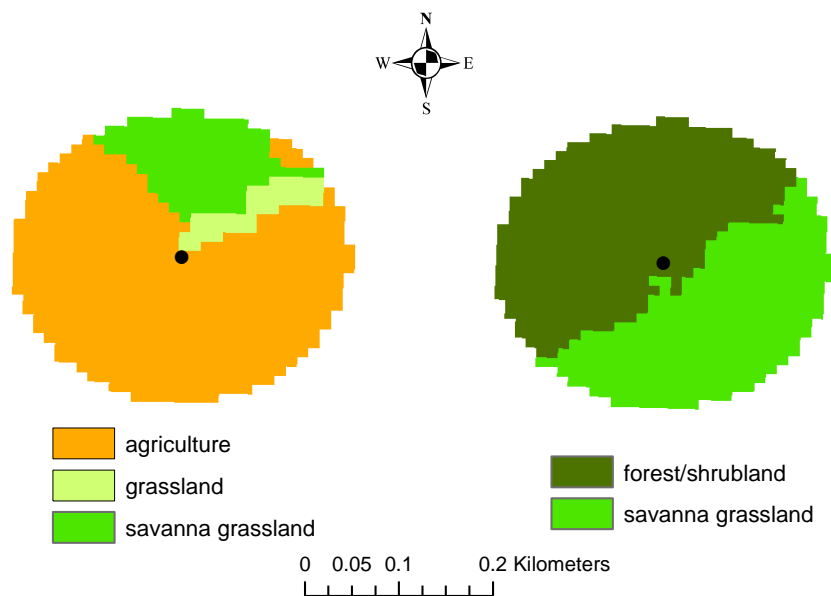 N
W E
S
agriculture
grassland
savanna grassland
forest/shrubland
savanna grassland
0 0.05 0.1 0.2 Kilometers